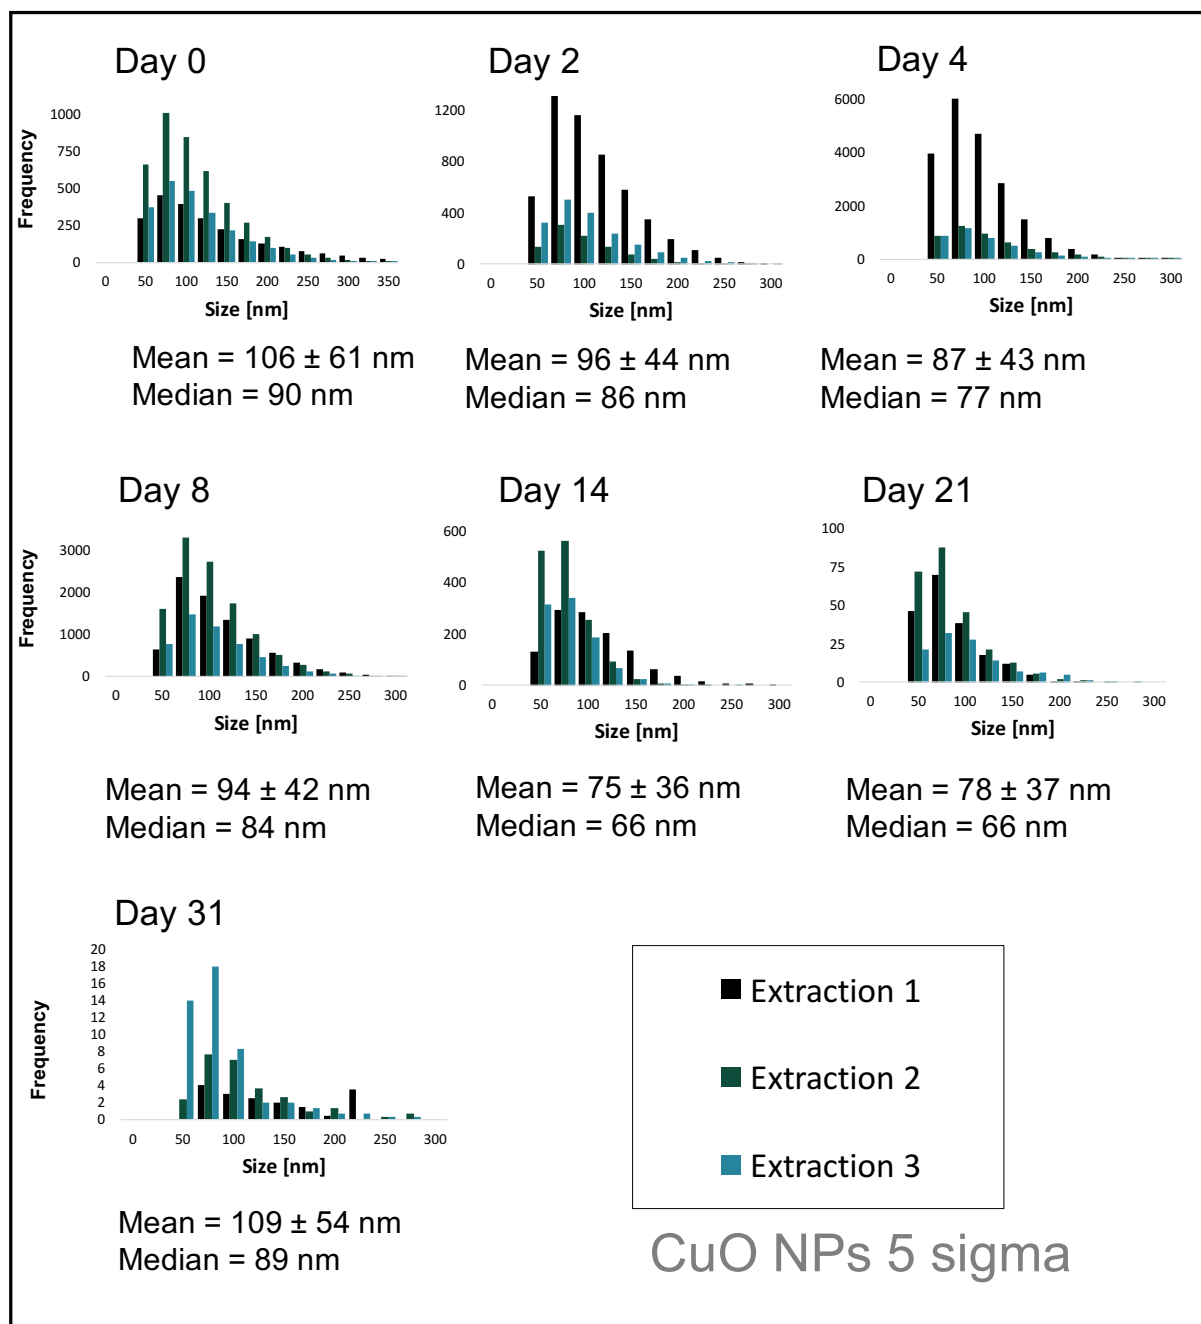 Day 0
Day 2
Day 4
Frequency
1000
750
500
250
0
0 50 100 150 200 250 300 350
Size [nm]
1200
800
400
0
0 50 100 150 200 250 300
Size [nm]
6000
4000
2000
0
0 50 100 150 200 250 300
Size [nm]
Mean = 106 ± 61 nm
Median = 90 nm
Mean = 96 ± 44 nm
Median = 86 nm
Mean = 87 ± 43 nm
Median = 77 nm
Day 8
Day 14
Day 21
Frequency
3000
2000
1000
0
0 50 100 150 200 250 300
Size [nm]
600
400
200
0
0 50 100 150 200 250 300
Size [nm]
100
75
50
25
0
0 50 100 150 200 250 300
Size [nm]
Mean = 94 ± 42 nm
Median = 84 nm
Mean = 75 ± 36 nm
Median = 66 nm
Mean = 78 ± 37 nm
Median = 66 nm
Day 31
Frequency
20
18
16
14
12
10
8
6
4
2
0
0 50 100 150 200 250 300
Size [nm]
Mean = 109 ± 54 nm
Median = 89 nm
Extraction 1
Extraction 2
Extraction 3
CuO NPs 5 sigma